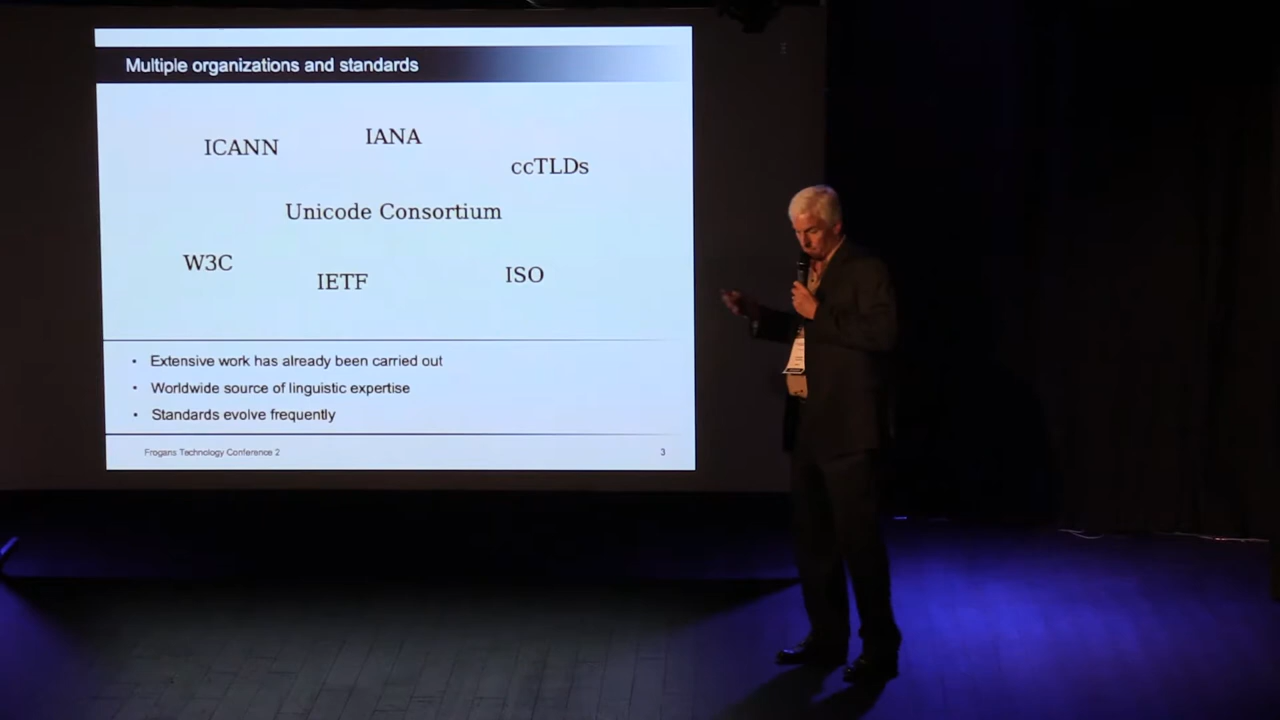 Multiple organizations and standards
ICANN
IANA
ccTLDs
Unicode Consortium
W3C
IETF
ISO
• Extensive work has already been carried out
• Worldwide source of linguistic expertise
• Standards evolve frequently
Frogans Technology Conference 2
3